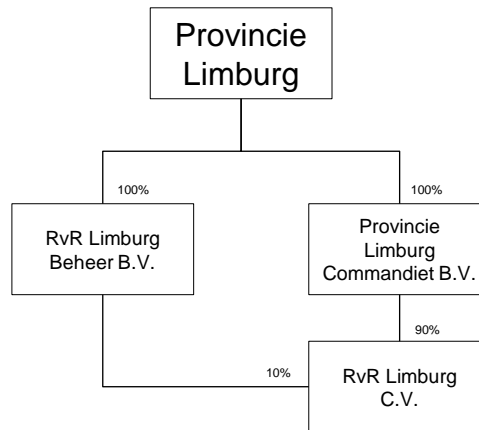 Provincie
Limburg
100%
100%
RvR Limburg
Beheer B.V.
Provincie
Limburg
Commandiet B.V.
90%
10%
RvR Limburg
C.V.